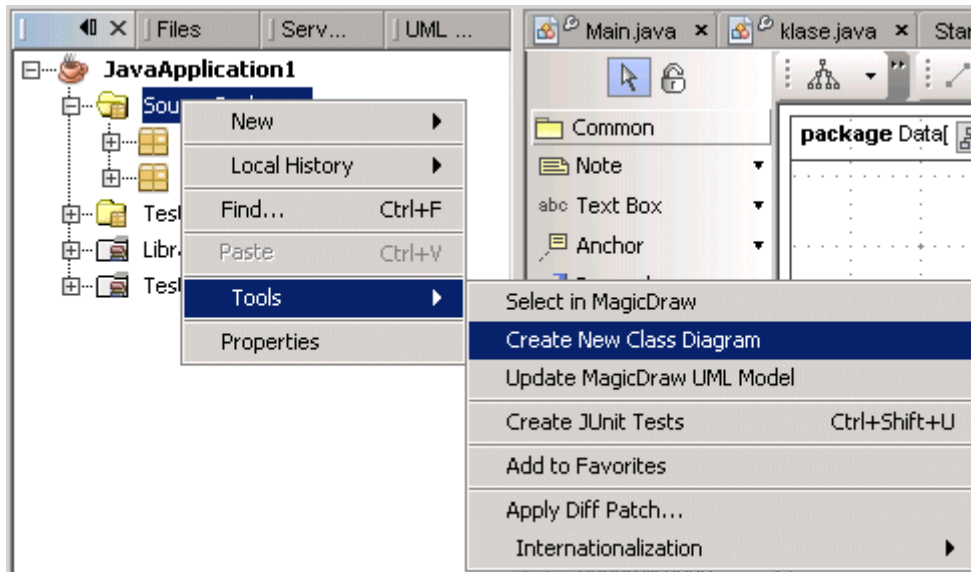 Files
Serv...
UML ...
Main.java
klase.java
JavaApplication1
New
Local History
Find... Ctrl+F
Paste Ctrl+V
Tools
Properties
Common
Note
abc Text Box
Anchor
package Data[
Select in MagicDraw
Create New Class Diagram
Update MagicDraw UML Model
Create JUnit Tests Ctrl+Shift+U
Add to Favorites
Apply Diff Patch...
Internationalization